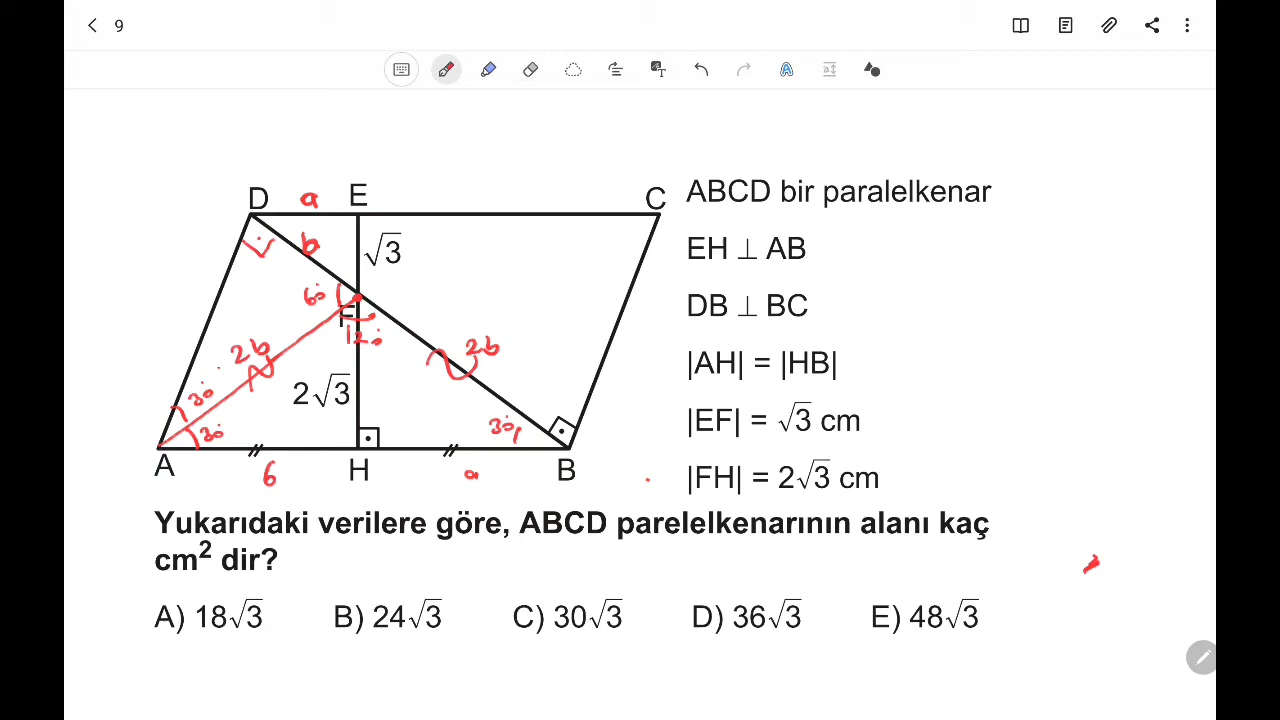 9
D a E C
b √3
60
F
120
2b 2b
30 2√3
30 30
A H B
6 a
ABCD bir paralelkenar
EH ⊥ AB
DB ⊥ BC
|AH| = |HB|
|EF| = √3 cm
|FH| = 2√3 cm
Yukarıdaki verilere göre, ABCD parelelkenarının alanı kaç
cm² dir?
A) 18√3 B) 24√3 C) 30√3 D) 36√3 E) 48√3